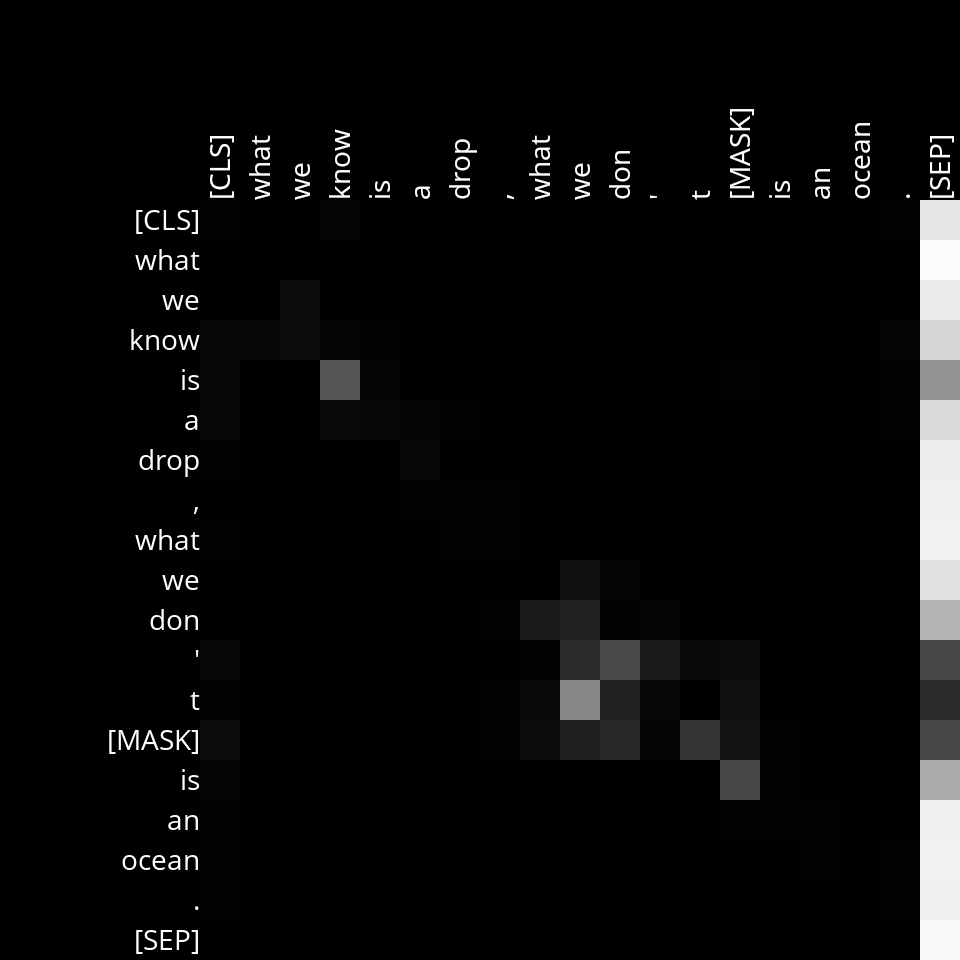 [CLS] what we know is a drop , what we don ' t [MASK] is an ocean . [SEP]
[CLS]
what
we
know
is
a
drop
,
what
we
don
'
t
[MASK]
is
an
ocean
.
[SEP]